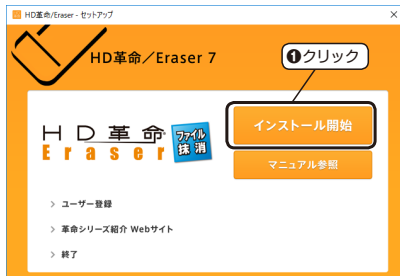 HD革命/Eraser - セットアップ
HD革命／Eraser 7
❶クリック
HD革命
Eraser
ファイル
抹消
インストール開始
マニュアル参照
> ユーザー登録
> 革命シリーズ紹介 Webサイト
> 終了